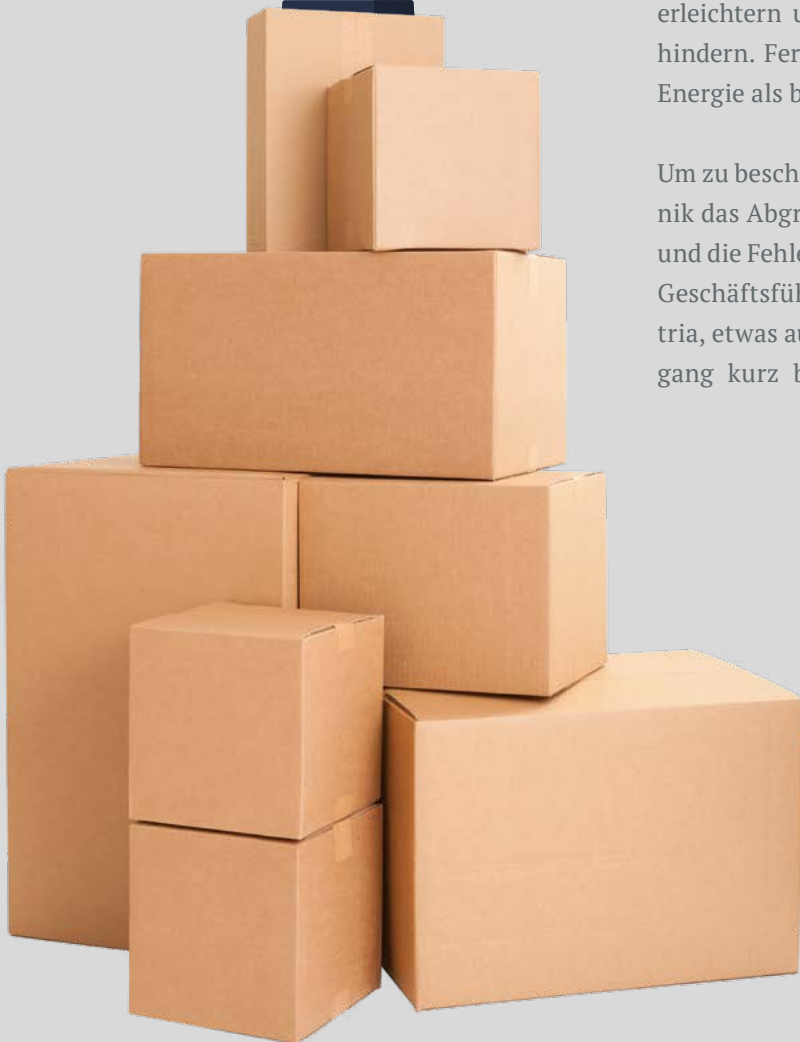 erleichtern u
hindern. Fer
Energie als b
Um zu besch
nik das Abgr
und die Fehle
Geschäftsfüh
tria, etwas au
gang kurz b